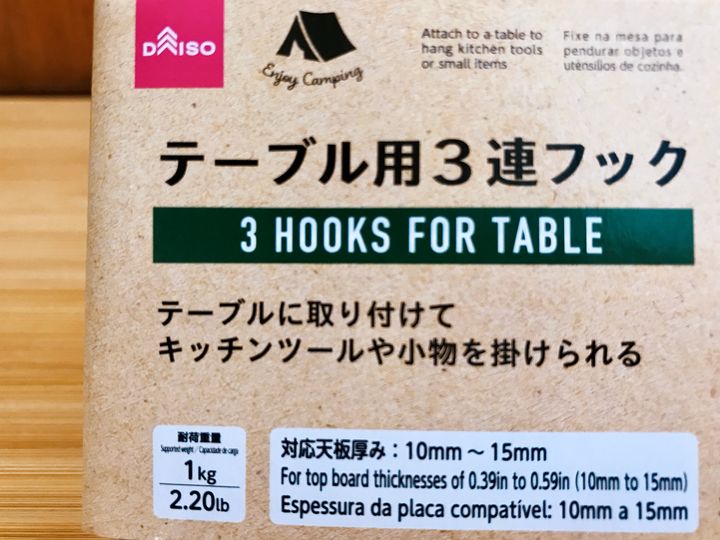 DAISO
Enjoy Camping
Attach to a table to
hang kitchen tools
or small items
Fixe na mesa para
pendurar objetos e
utensílios de cozinha.
テーブル用3連フック
3 HOOKS FOR TABLE
テーブルに取り付けて
キッチンツールや小物を掛けられる
耐荷重量
Supported weight / Capacidade de carga
1kg
2.20lb
対応天板厚み：10mm ～ 15mm
For top board thicknesses of 0.39in to 0.59in (10mm to 15mm)
Espessura da placa compatível: 10mm a 15mm